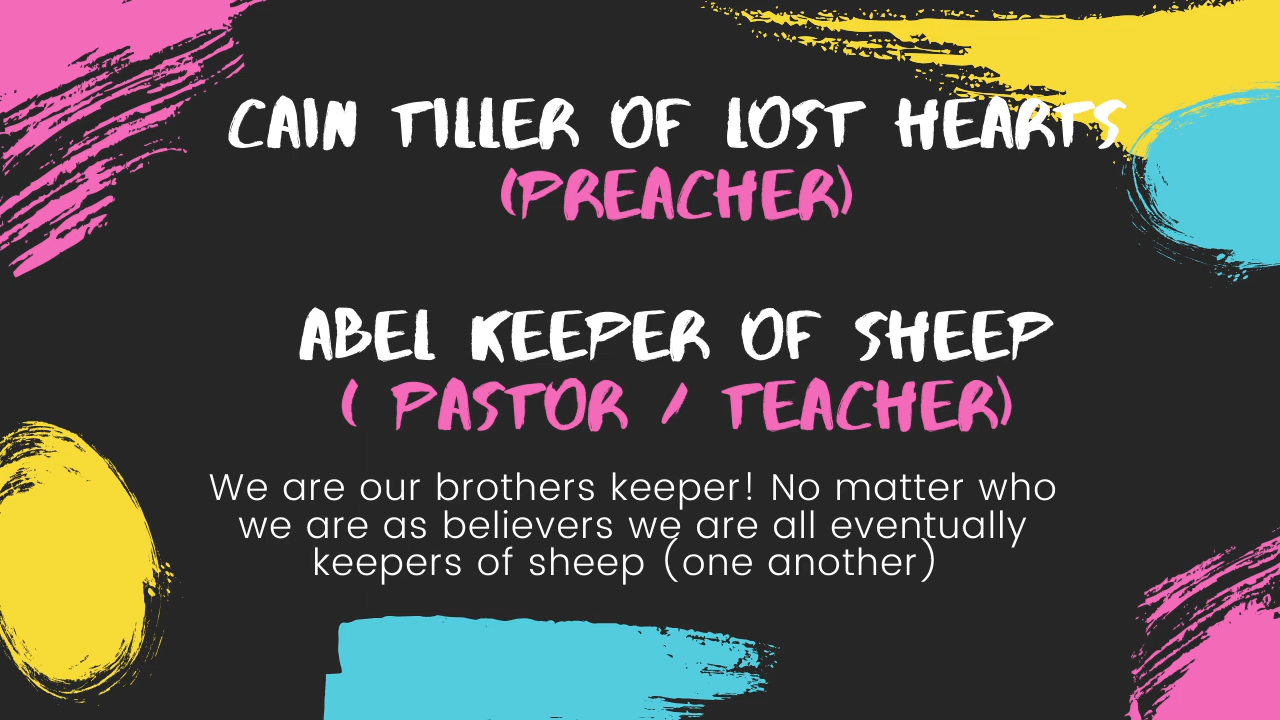 CAIN TILLER OF LOST HEARTS
(PREACHER)
ABEL KEEPER OF SHEEP
( PASTOR / TEACHER)
We are our brothers keeper! No matter who
we are as believers we are all eventually
keepers of sheep (one another)